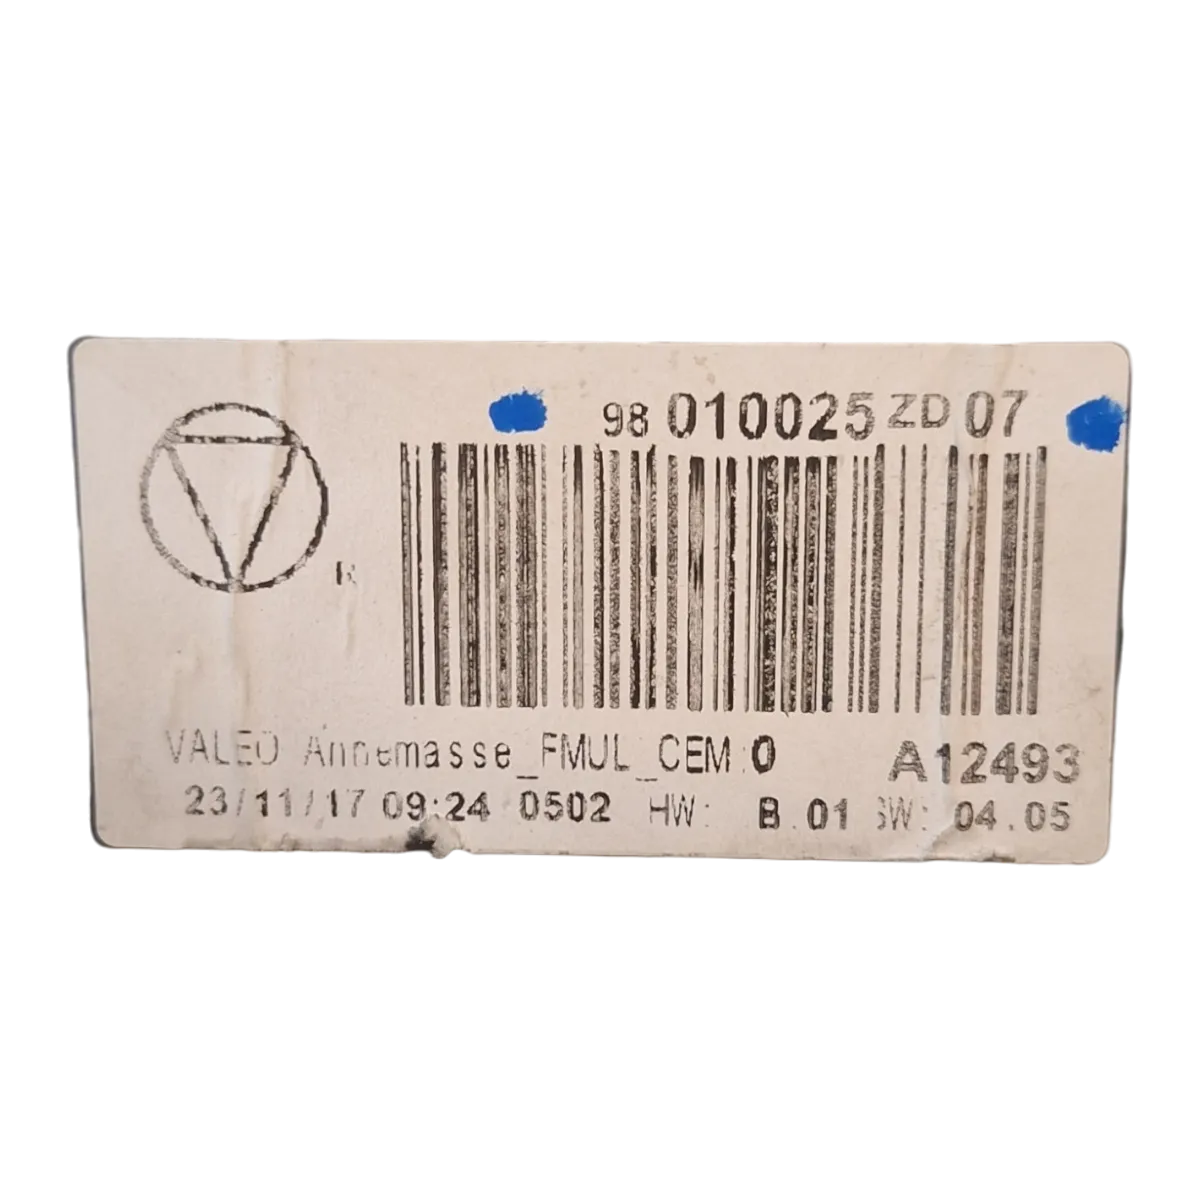 98 010025 ZD 07
R
VALEO Annemasse_FMUL_CEM:0 A12493
23/11/17 09:24 0502 HW: B.01 SW: 04.05